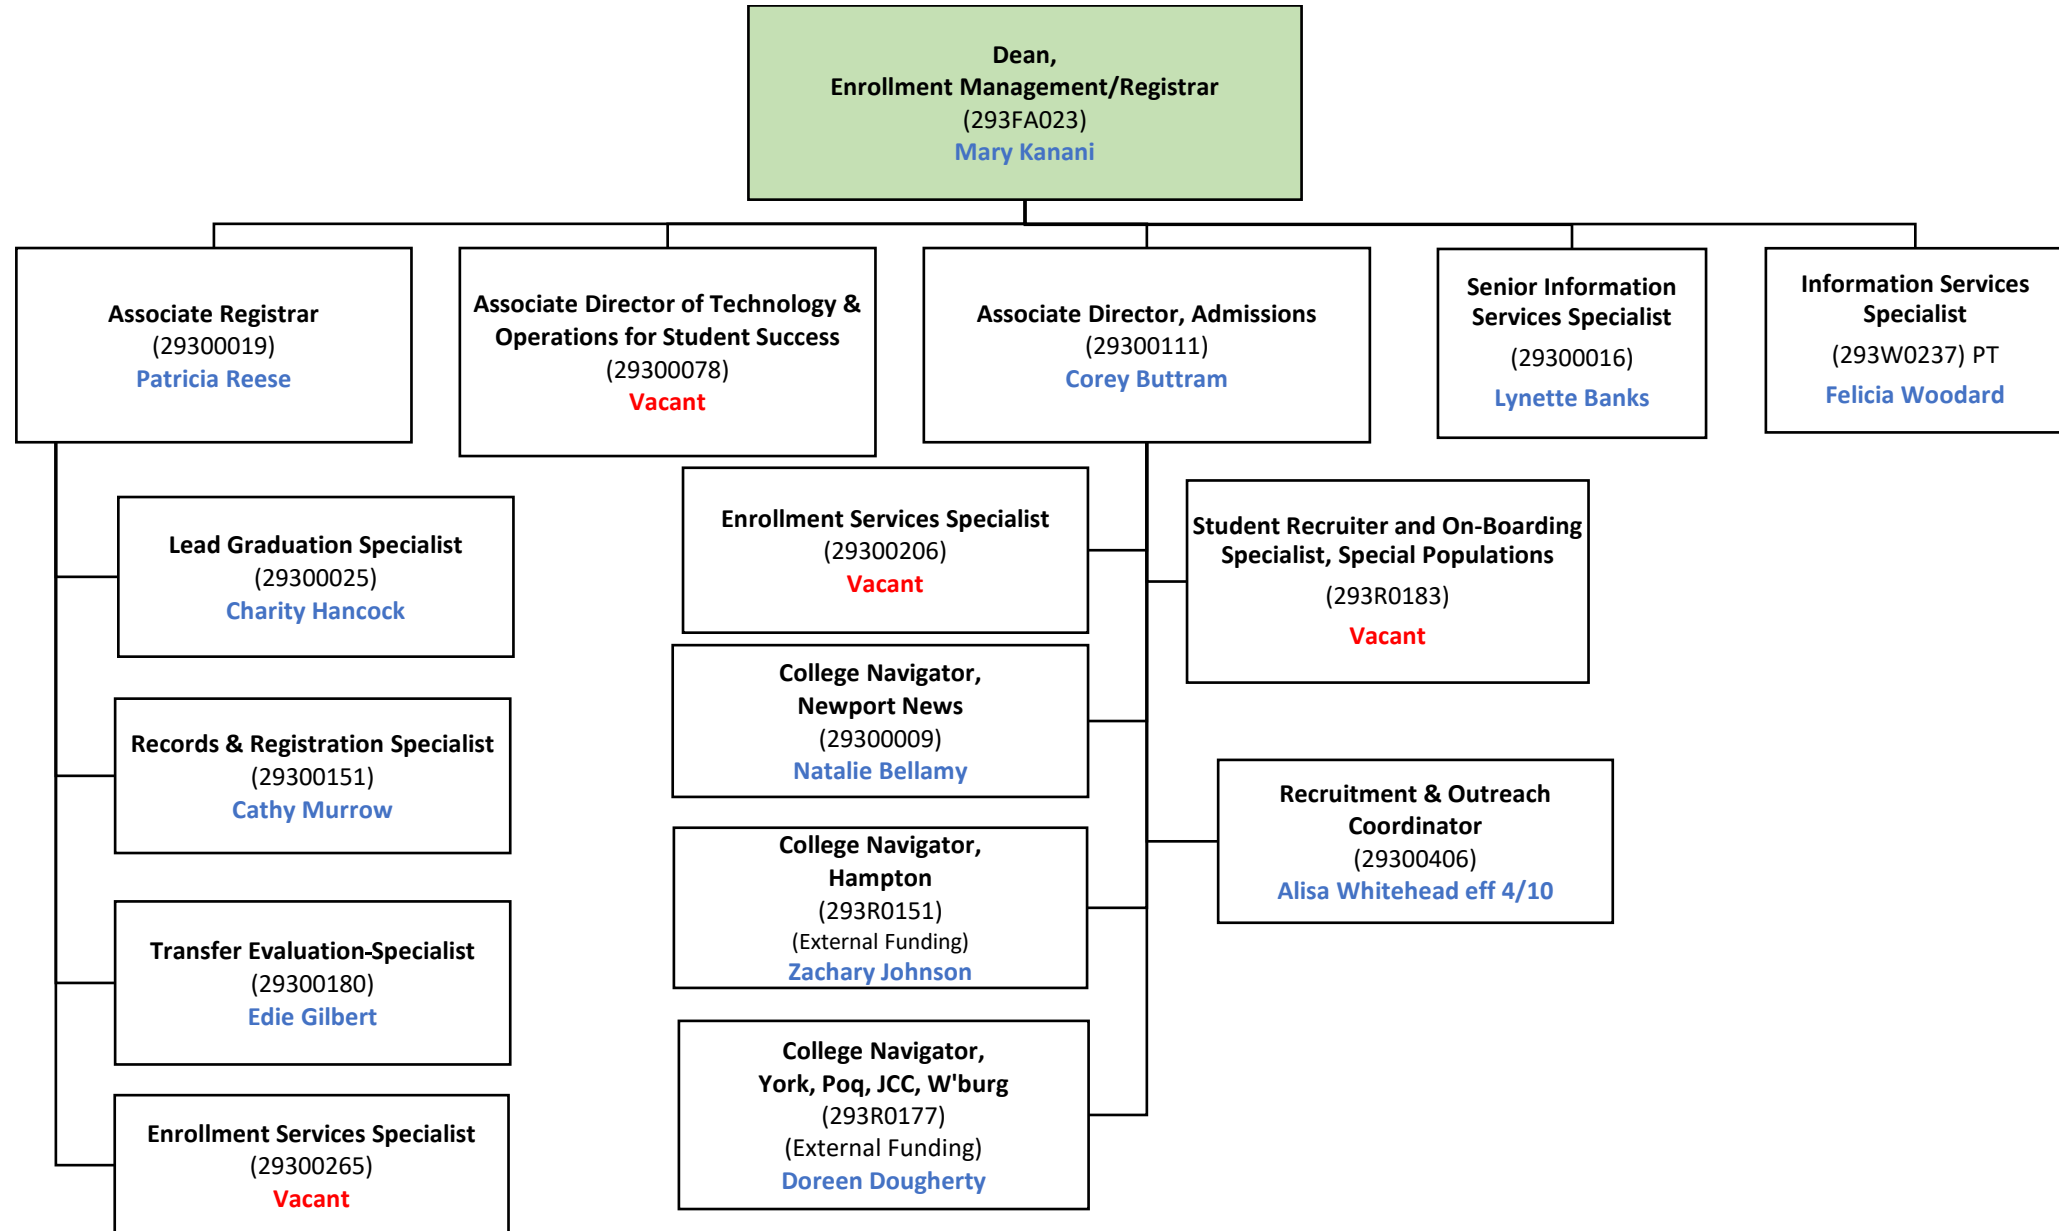 Dean,
Enrollment Management/Registrar
(293FA023)
Mary Kanani
Associate Registrar
(29300019)
Patricia Reese
Associate Director of Technology &
Operations for Student Success
(29300078)
Vacant
Associate Director, Admissions
(29300111)
Corey Buttram
Senior Information
Services Specialist
(29300016)
Lynette Banks
Information Services
Specialist
(293W0237) PT
Felicia Woodard
Lead Graduation Specialist
(29300025)
Charity Hancock
Records & Registration Specialist
(29300151)
Cathy Murrow
Transfer Evaluation-Specialist
(29300180)
Edie Gilbert
Enrollment Services Specialist
(29300265)
Vacant
Enrollment Services Specialist
(29300206)
Vacant
College Navigator,
Newport News
(29300009)
Natalie Bellamy
College Navigator,
Hampton
(293R0151)
(External Funding)
Zachary Johnson
College Navigator,
York, Poq, JCC, W'burg
(293R0177)
(External Funding)
Doreen Dougherty
Student Recruiter and On-Boarding
Specialist, Special Populations
(293R0183)
Vacant
Recruitment & Outreach
Coordinator
(29300406)
Alisa Whitehead eff 4/10